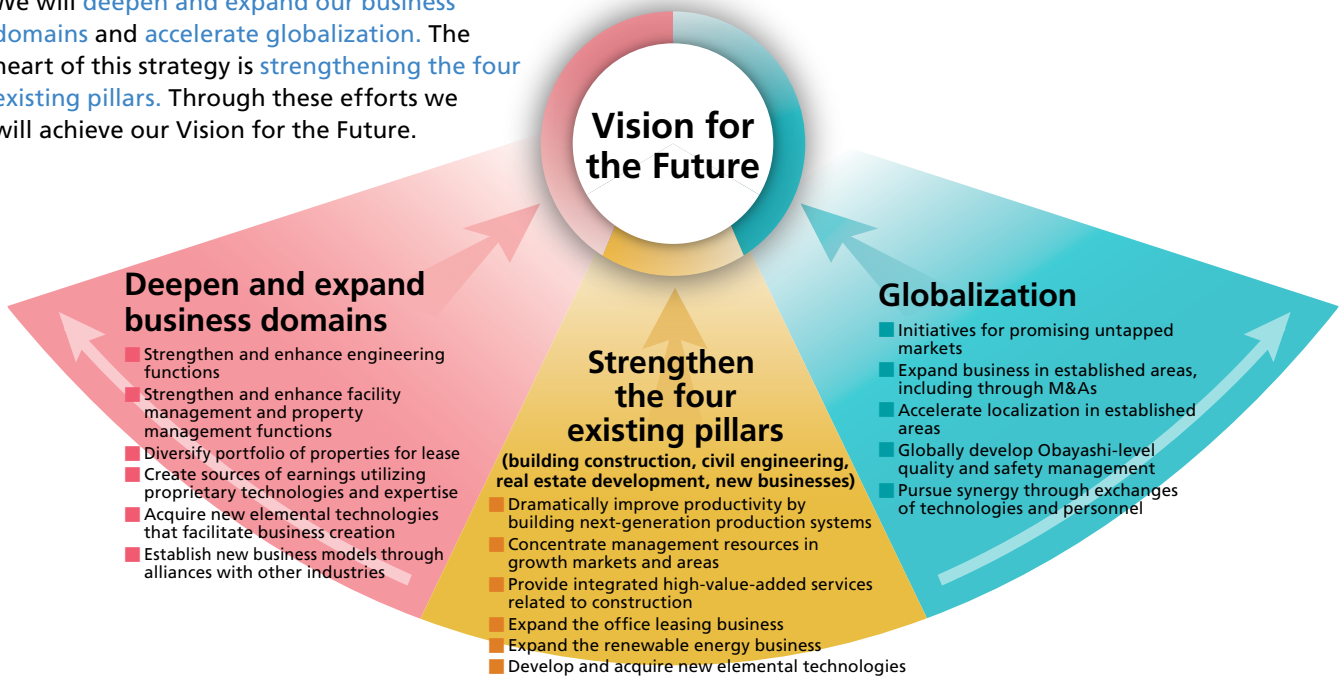 We will deepen and expand our business
domains and accelerate globalization. The
heart of this strategy is strengthening the four
existing pillars. Through these efforts we
will achieve our Vision for the Future.
Vision for
the Future
Deepen and expand
business domains
Strengthen and enhance engineering
functions
Strengthen and enhance facility
management and property
management functions
Diversify portfolio of properties for lease
Create sources of earnings utilizing
proprietary technologies and expertise
Acquire new elemental technologies
that facilitate business creation
Establish new business models through
alliances with other industries
Strengthen
the four
existing pillars
(building construction, civil engineering,
real estate development, new businesses)
Dramatically improve productivity by
building next-generation production systems
Concentrate management resources in
growth markets and areas
Provide integrated high-value-added services
related to construction
Expand the office leasing business
Expand the renewable energy business
Develop and acquire new elemental technologies
Globalization
Initiatives for promising untapped
markets
Expand business in established areas,
including through M&As
Accelerate localization in established
areas
Globally develop Obayashi-level
quality and safety management
Pursue synergy through exchanges
of technologies and personnel